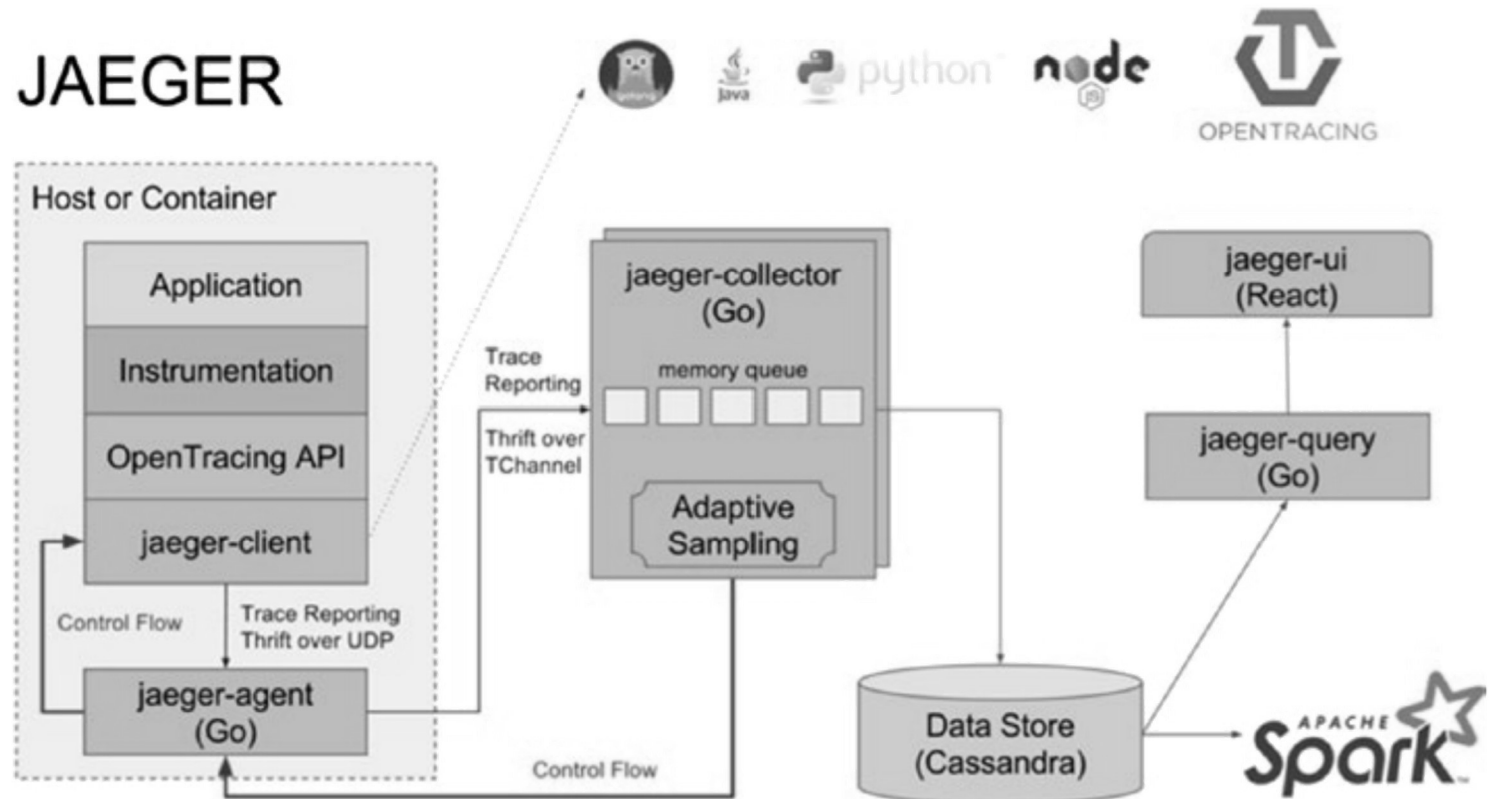 JAEGER
golang
Java
python
node
JS
OPENTRACING
Host or Container
Application
Instrumentation
OpenTracing API
jaeger-client
Control Flow
Trace Reporting
Thrift over UDP
jaeger-agent
(Go)
Trace
Reporting
Thrift over
TChannel
jaeger-collector
(Go)
memory queue
Adaptive
Sampling
Control Flow
Data Store
(Cassandra)
jaeger-ui
(React)
jaeger-query
(Go)
APACHE
Spark